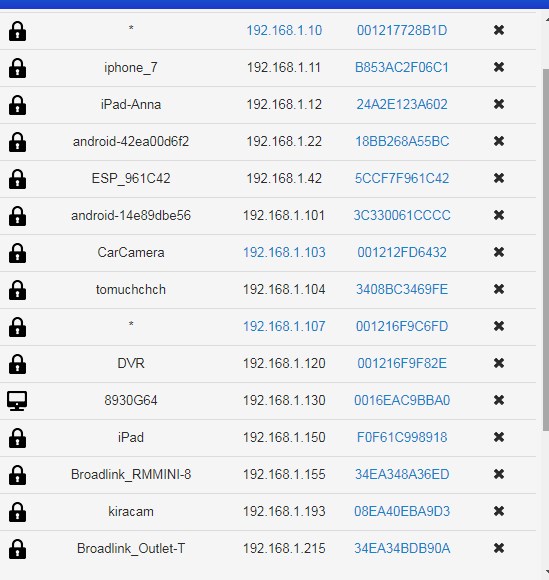 * 192.168.1.10 001217728B1D ✖
iphone_7 192.168.1.11 B853AC2F06C1 ✖
iPad-Anna 192.168.1.12 24A2E123A602 ✖
android-42ea00d6f2 192.168.1.22 18BB268A55BC ✖
ESP_961C42 192.168.1.42 5CCF7F961C42 ✖
android-14e89dbe56 192.168.1.101 3C330061CCCC ✖
CarCamera 192.168.1.103 001212FD6432 ✖
tomuchchch 192.168.1.104 3408BC3469FE ✖
* 192.168.1.107 001216F9C6FD ✖
DVR 192.168.1.120 001216F9F82E ✖
8930G64 192.168.1.130 0016EAC9BBA0 ✖
iPad 192.168.1.150 F0F61C998918 ✖
Broadlink_RMMINI-8 192.168.1.155 34EA348A36ED ✖
kiracam 192.168.1.193 08EA40EBA9D3 ✖
Broadlink_Outlet-T 192.168.1.215 34EA34BDB90A ✖